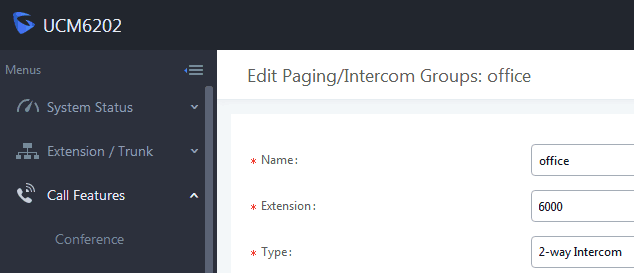 UCM6202
Menus
System Status
Extension / Trunk
Call Features
Conference
Edit Paging/Intercom Groups: office
* Name: office
* Extension: 6000
* Type: 2-way Intercom